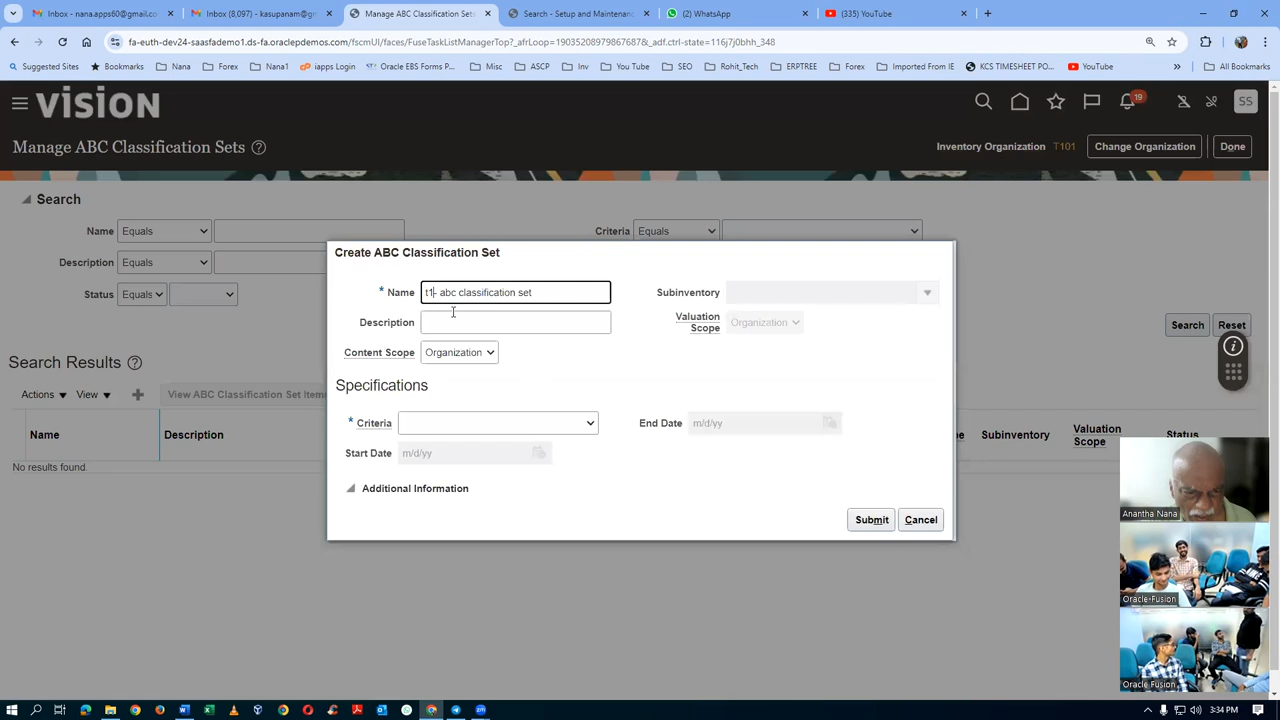 Inbox - nana.apps60@gmail.co
Inbox (8,097) - kasupanam@
Manage ABC Classification Sets
Search - Setup and Maintenanc
(2) WhatsApp
(335) YouTube
fa-euth-dev24-saasfademo1.ds-fa.oraclepdemos.com/fscmUI/faces/FuseTaskListManagerTop?_afrLoop=190352089798676878&_adf.ctrl-state=116j7j0bhh_348
Suggested Sites
Bookmarks
Nana
Forex
Nana1
iapps Login
Oracle EBS Forms P...
Misc
ASCP
Inv
You Tube
SEO
Rohit_Tech
ERPTREE
Forex
Imported From IE
KCS TIMESHEET PO...
YouTube
All Bookmarks
VISION
19
SS
Manage ABC Classification Sets
Inventory Organization T101
Change Organization
Done
Search
Name Equals
Criteria Equals
Description Equals
Status Equals
Search Reset
Create ABC Classification Set
* Name t1- abc classification set
Subinventory
Description
Valuation Scope Organization
Content Scope Organization
Specifications
* Criteria
End Date m/d/yy
Start Date m/d/yy
Additional Information
Submit Cancel
Search Results
Actions View View ABC Classification Set Item
Name Description Subinventory Valuation Scope Status
No results found.
Anantha Nana
Oracle-Fusion
Oracle Fusion
3:34 PM